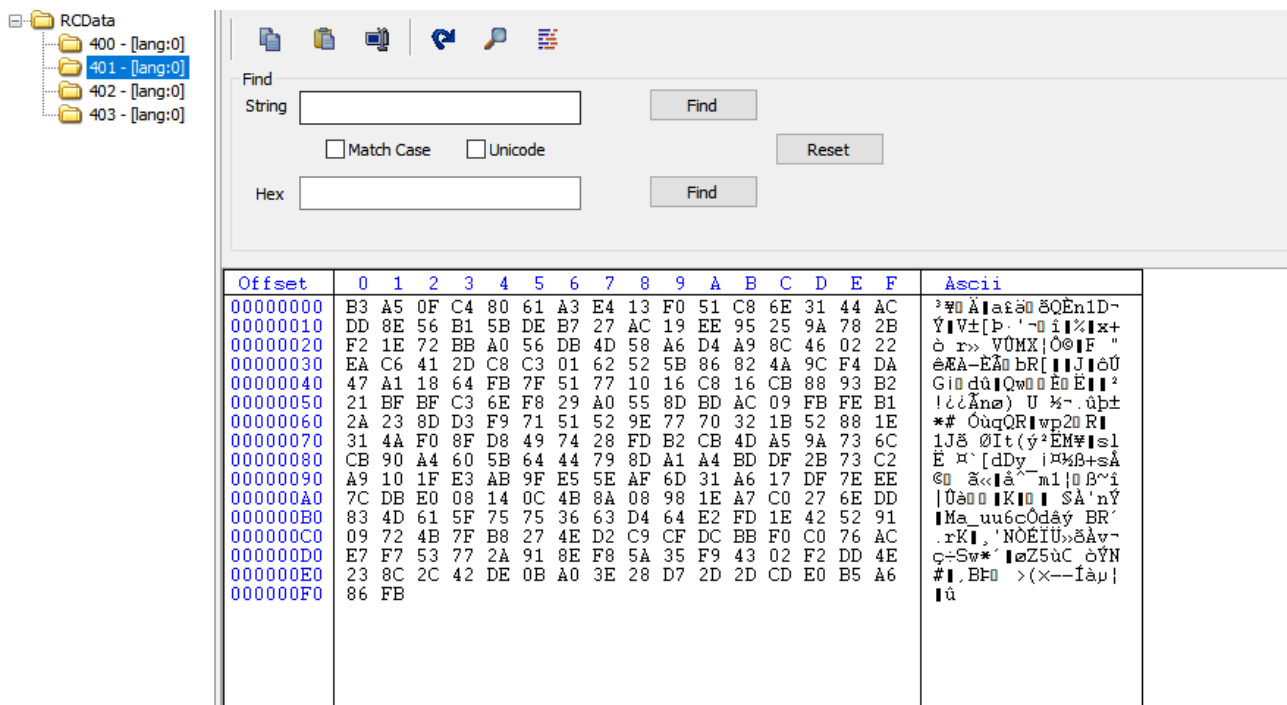 RCData
400 - [lang:0]
401 - [lang:0]
402 - [lang:0]
403 - [lang:0]
Find
String
Find
Match Case
Unicode
Reset
Hex
Find
Offset 0 1 2 3 4 5 6 7 8 9 A B C D E F Ascii
00000000 B3 A5 0F C4 80 61 A3 E4 13 F0 51 C8 6E 31 44 AC
00000010 DD 8E 56 B1 5B DE B7 27 AC 19 EE 95 25 9A 78 2B
00000020 F2 1E 72 BB A0 56 DB 4D 58 A6 D4 A9 8C 46 02 22
00000030 EA C6 41 2D C8 C3 01 62 52 5B 86 82 4A 9C F4 DA
00000040 47 A1 18 64 FB 7F 51 77 10 16 C8 16 CB 88 93 B2
00000050 21 BF BF C3 6E F8 29 A0 55 8D BD AC 09 FB FE B1
00000060 2A 23 8D D3 F9 71 51 52 9E 77 70 32 1B 52 88 1E
00000070 31 4A F0 8F D8 49 74 28 FD B2 CB 4D A5 9A 73 6C
00000080 CB 90 A4 60 5B 64 44 79 8D A1 A4 BD DF 2B 73 C2
00000090 A9 10 1F E3 AB 9F E5 5E AF 6D 31 A6 17 DF 7E EE
000000A0 7C DB E0 08 14 0C 4B 8A 08 98 1E A7 C0 27 6E DD
000000B0 83 4D 61 5F 75 75 36 63 D4 64 E2 FD 1E 42 52 91
000000C0 09 72 4B 7F B8 27 4E D2 C9 CF DC BB F0 C0 76 AC
000000D0 E7 F7 53 77 2A 91 8E F8 5A 35 F9 43 02 F2 DD 4E
000000E0 23 8C 2C 42 DE 0B A0 3E 28 D7 2D 2D CD E0 B5 A6
000000F0 86 FB